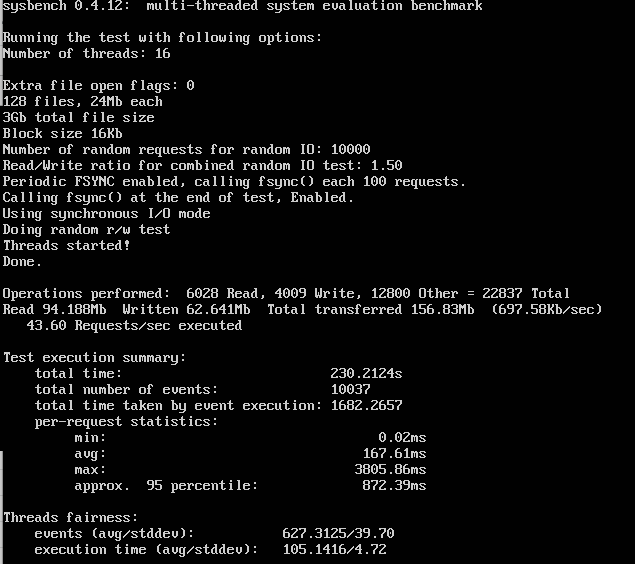 sysbench 0.4.12:  multi-threaded system evaluation benchmark
Running the test with following options:
Number of threads: 16
Extra file open flags: 0
128 files, 24Mb each
3Gb total file size
Block size 16Kb
Number of random requests for random IO: 10000
Read/Write ratio for combined random IO test: 1.50
Periodic FSYNC enabled, calling fsync() each 100 requests.
Calling fsync() at the end of test, Enabled.
Using synchronous I/O mode
Doing random r/w test
Threads started!
Done.
Operations performed:  6028 Read, 4009 Write, 12800 Other = 22837 Total
Read 94.188Mb  Written 62.641Mb  Total transferred 156.83Mb  (697.58Kb/sec)
   43.60 Requests/sec executed
Test execution summary:
    total time:                          230.2124s
    total number of events:              10037
    total time taken by event execution: 1682.2657
    per-request statistics:
         min:                                  0.02ms
         avg:                                167.61ms
         max:                               3805.86ms
         approx.  95 percentile:             872.39ms
Threads fairness:
    events (avg/stddev):           627.3125/39.70
    execution time (avg/stddev):   105.1416/4.72